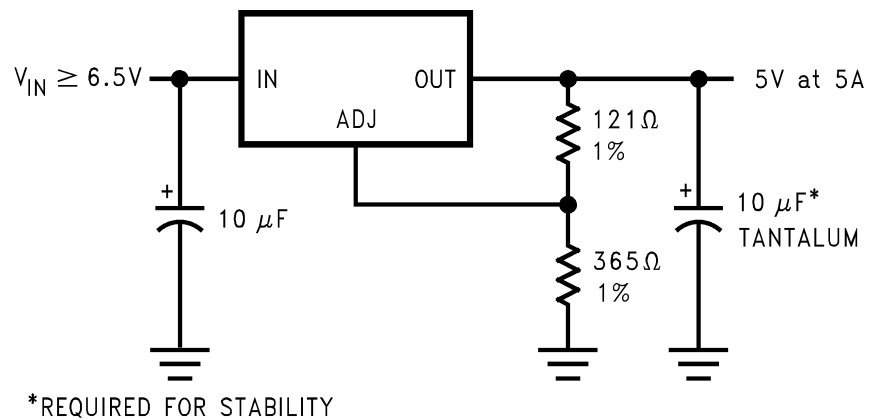 V_IN ≥ 6.5V
IN
OUT
ADJ
5V at 5A
121Ω
1%
+
10 μF
+
10 μF*
TANTALUM
365Ω
1%
*REQUIRED FOR STABILITY